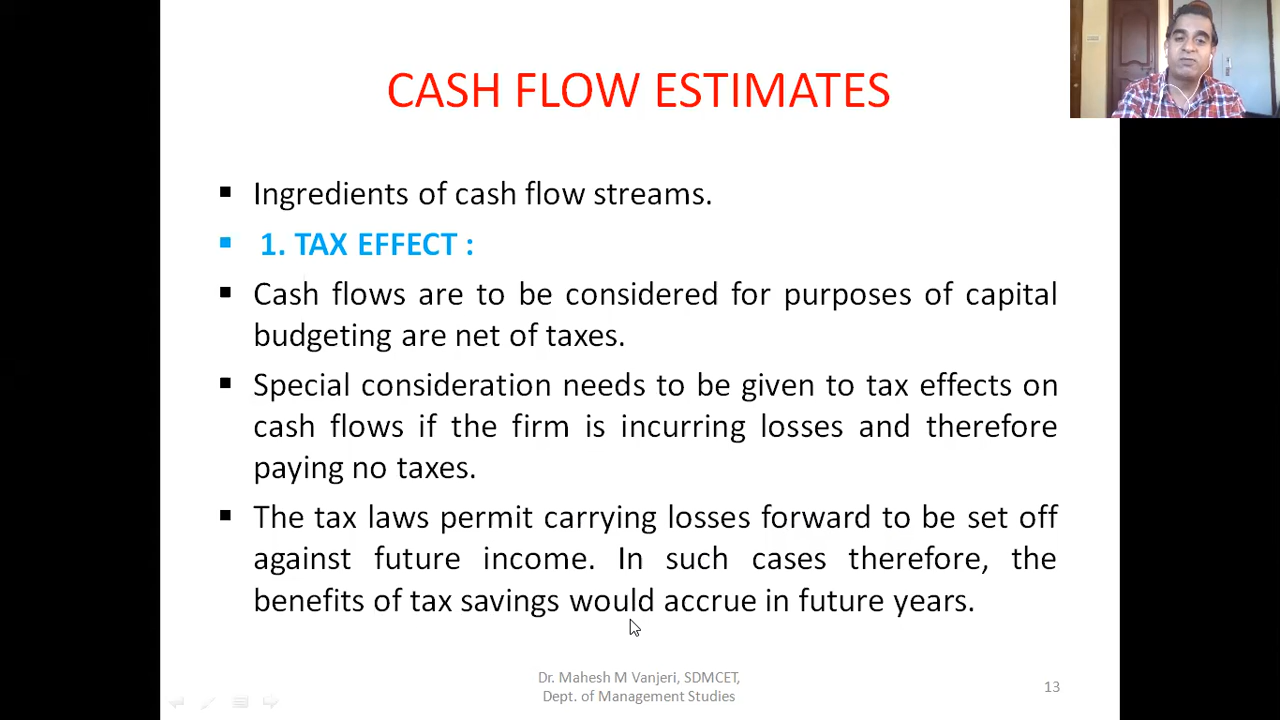 CASH FLOW ESTIMATES
▪ Ingredients of cash flow streams.
▪ 1. TAX EFFECT :
▪ Cash flows are to be considered for purposes of capital
budgeting are net of taxes.
▪ Special consideration needs to be given to tax effects on
cash flows if the firm is incurring losses and therefore
paying no taxes.
▪ The tax laws permit carrying losses forward to be set off
against future income. In such cases therefore, the
benefits of tax savings would accrue in future years.
Dr. Mahesh M Vanjeri, SDMCET,
Dept. of Management Studies
13